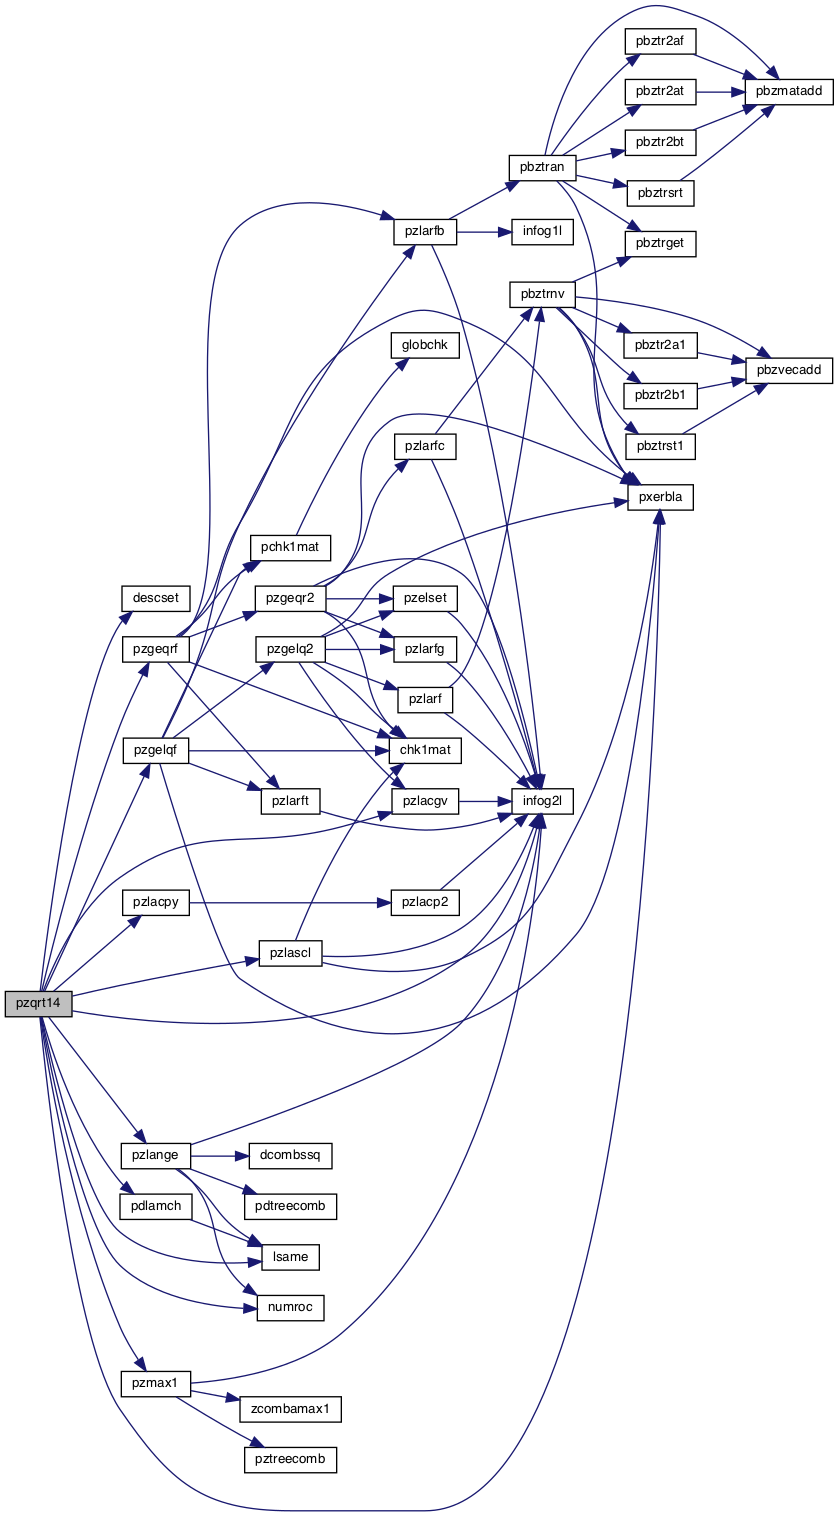 pbztr2af
pbzmatadd
pbztr2at
pbztr2bt
pbztran
pbztrsrt
pzlarfb
infog1l
pbztrget
pbztrnv
globchk
pbztr2a1
pbzvecadd
pbztr2b1
pzlarfc
pbztrst1
pxerbla
pchk1mat
descset
pzgeqr2
pzelset
pzgeqrf
pzgelq2
pzlarfg
pzlarf
pzgelqf
chk1mat
pzlarft
pzlacgv
infog2l
pzlacpy
pzlacp2
pzlascl
pzqrt14
pzlange
dcombssq
pdlamch
pdtreecomb
lsame
numroc
pzmax1
zcombamax1
pztreecomb